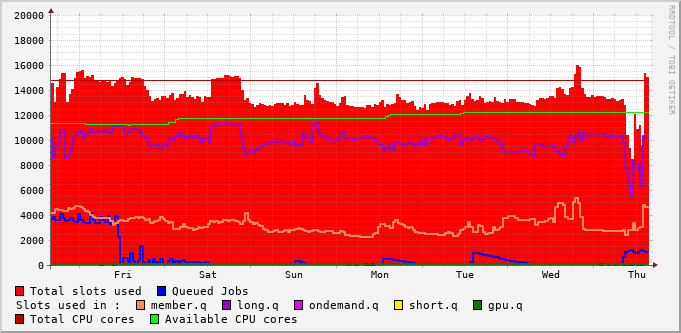 20000
18000
16000
14000
12000
10000
8000
6000
4000
2000
0
Fri Sat Sun Mon Tue Wed Thu
Total slots used Queued Jobs
Slots used in : member.q long.q ondemand.q short.q gpu.q
Total CPU cores Available CPU cores
RRDTOOL / TOBI OETIKER